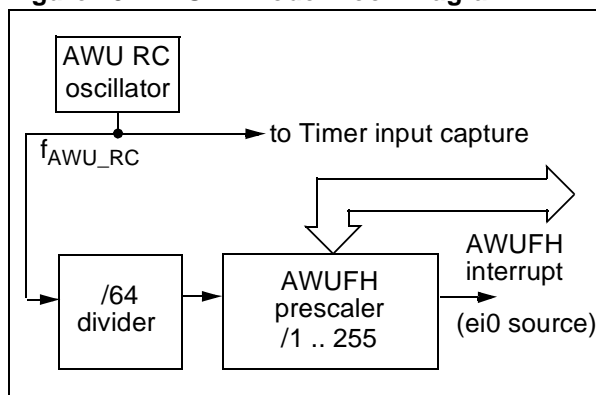 AWU RC
oscillator
to Timer input capture
fAWU_RC
AWUFH
interrupt
/64
divider
AWUFH
prescaler
/1 .. 255
(ei0 source)